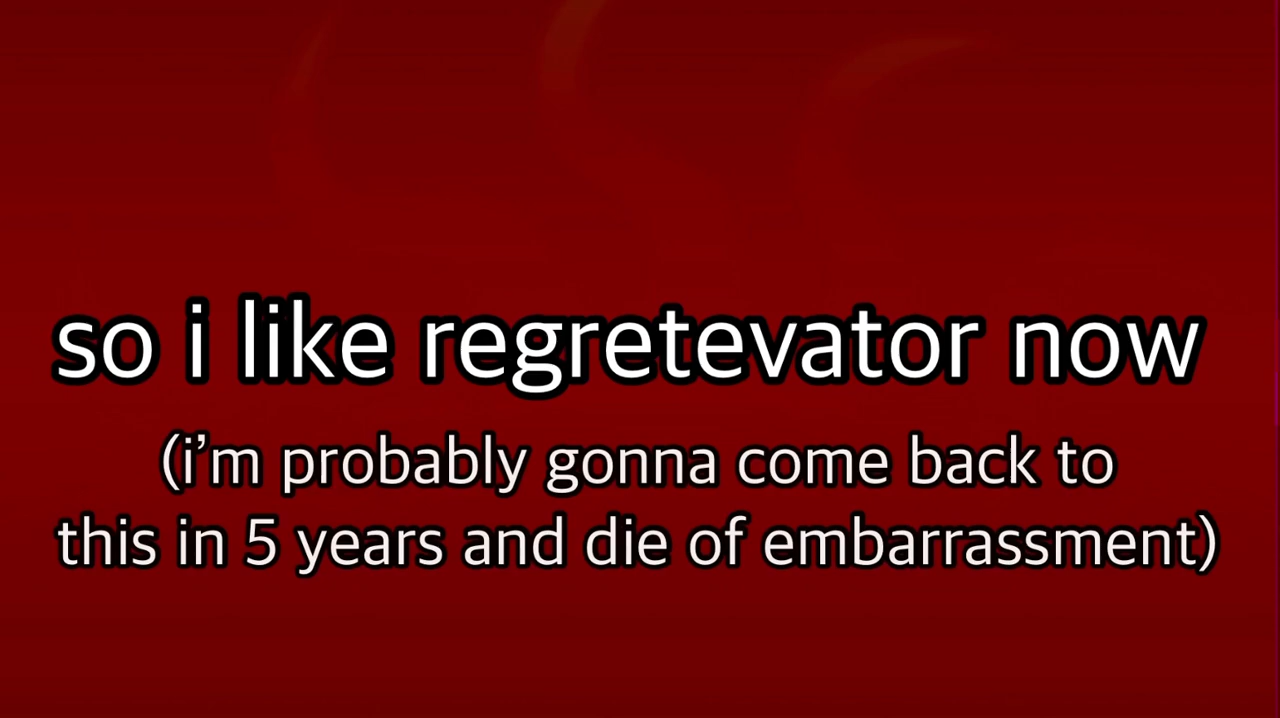 so i like regretevator now
(i’m probably gonna come back to
this in 5 years and die of embarrassment)